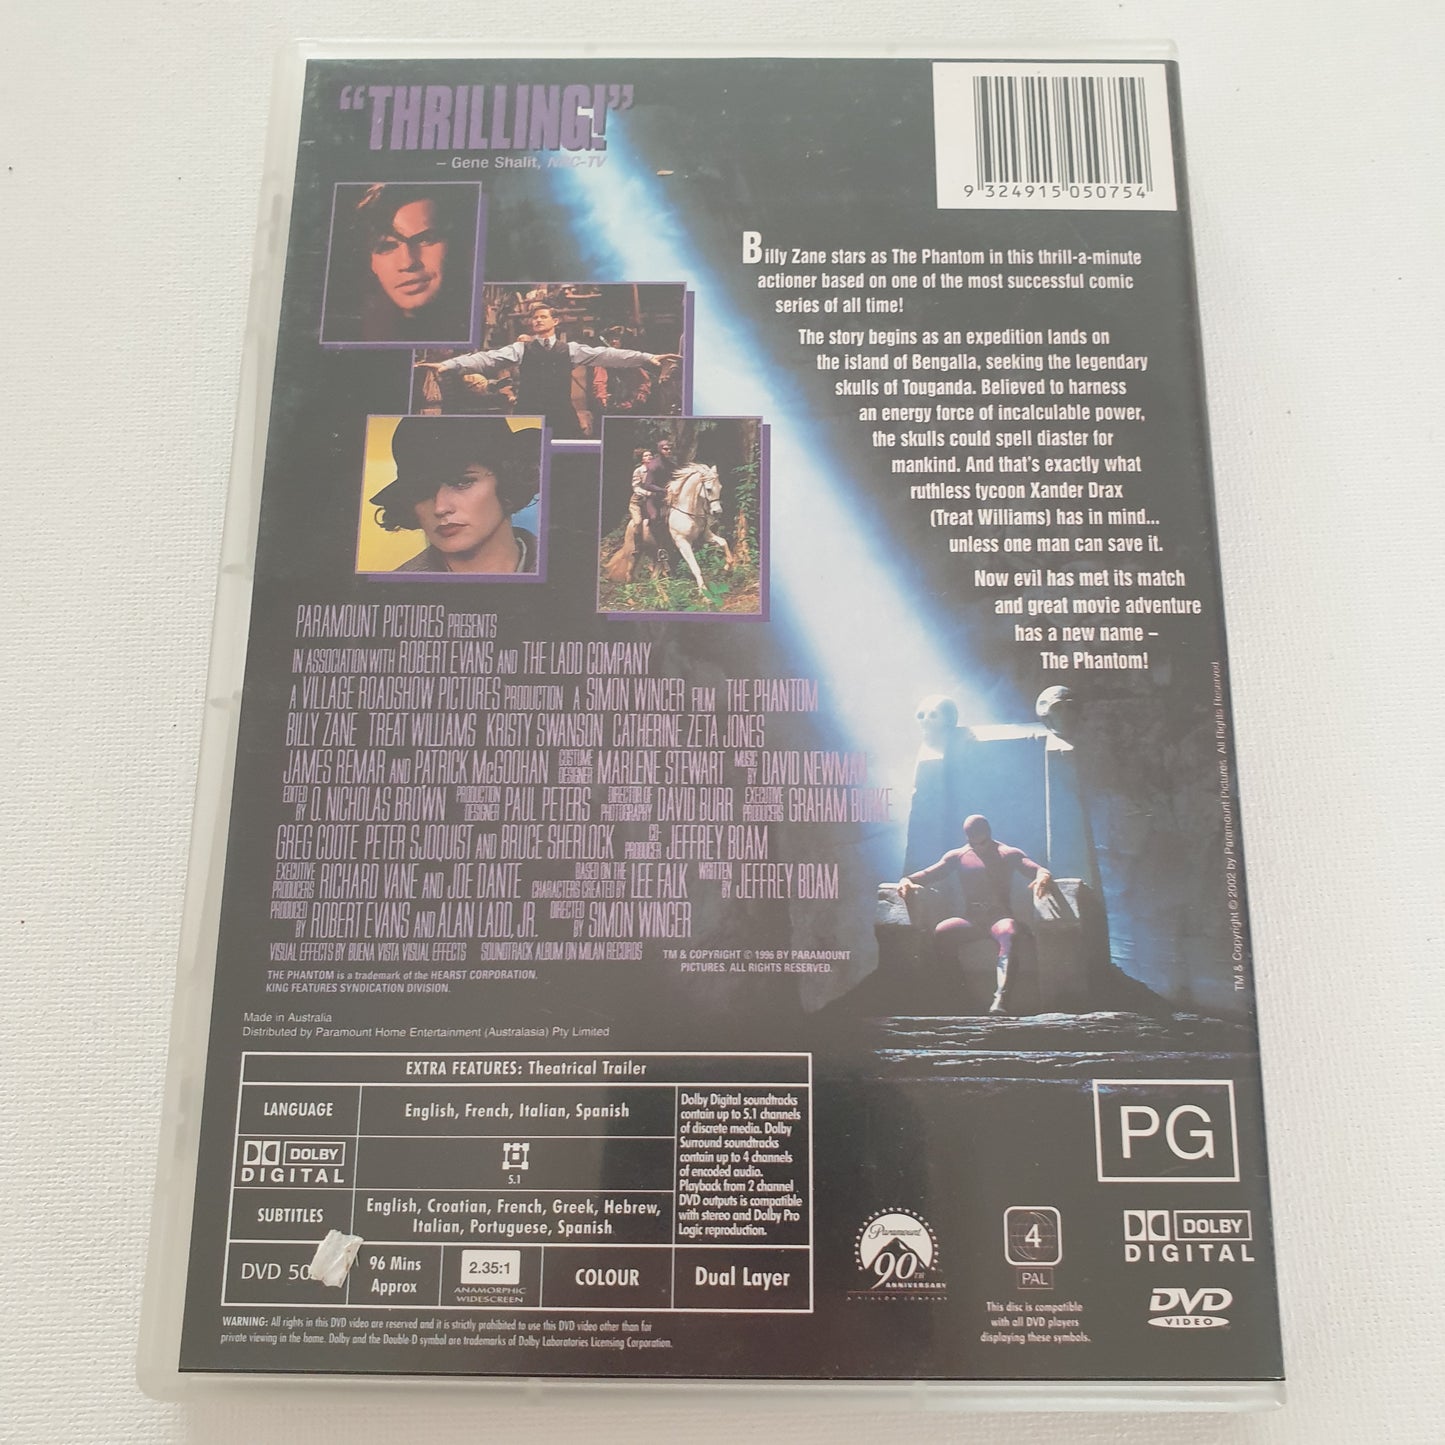 “THRILLING!”
– Gene Shalit, NBC-TV
9 324915 050754
Billy Zane stars as The Phantom in this thrill-a-minute
actioner based on one of the most successful comic
series of all time!
The story begins as an expedition lands on
the island of Bengalla, seeking the legendary
skulls of Touganda. Believed to harness
an energy force of incalculable power,
the skulls could spell diaster for
mankind. And that's exactly what
ruthless tycoon Xander Drax
(Treat Williams) has in mind...
unless one man can save it.
Now evil has met its match
and great movie adventure
has a new name –
The Phantom!
PARAMOUNT PICTURES PRESENTS
IN ASSOCIATION WITH ROBERT EVANS AND THE LADD COMPANY
A VILLAGE ROADSHOW PICTURES PRODUCTION A SIMON WINCER FILM THE PHANTOM
BILLY ZANE TREAT WILLIAMS KRISTY SWANSON CATHERINE ZETA JONES
JAMES REMAR AND PATRICK McGOOHAN COSTUME DESIGNER MARLENE STEWART MUSIC BY DAVID NEWMAN
EDITED BY O. NICHOLAS BROWN PRODUCTION DESIGNER PAUL PETERS DIRECTOR OF PHOTOGRAPHY DAVID BURR EXECUTIVE PRODUCERS GRAHAM BURKE
GREG COOTE PETER SJOQUIST AND BRUCE SHERLOCK CO-PRODUCER JEFFREY BOAM
EXECUTIVE PRODUCERS RICHARD VANE AND JOE DANTE BASED ON THE CHARACTERS CREATED BY LEE FALK WRITTEN BY JEFFREY BOAM
PRODUCED BY ROBERT EVANS AND ALAN LADD, JR. DIRECTED BY SIMON WINCER
VISUAL EFFECTS BY BUENA VISTA VISUAL EFFECTS SOUNDTRACK ALBUM ON MILAN RECORDS
TM & COPYRIGHT © 1996 BY PARAMOUNT
PICTURES. ALL RIGHTS RESERVED.
THE PHANTOM is a trademark of the HEARST CORPORATION.
KING FEATURES SYNDICATION DIVISION.
TM & Copyright © 2002 by Paramount Pictures. All Rights Reserved.
Made in Australia
Distributed by Paramount Home Entertainment (Australasia) Pty Limited
EXTRA FEATURES: Theatrical Trailer
LANGUAGE
English, French, Italian, Spanish
DOLBY
DIGITAL
5.1
SUBTITLES
English, Croatian, French, Greek, Hebrew,
Italian, Portuguese, Spanish
Dolby Digital soundtracks
contain up to 5.1 channels
of discrete media. Dolby
Surround soundtracks
contain up to 4 channels
of encoded audio.
Playback from 2 channel
DVD outputs is compatible
with stereo and Dolby Pro
Logic reproduction.
DVD 50
96 Mins
Approx
2.35:1
ANAMORPHIC
WIDESCREEN
COLOUR
Dual Layer
WARNING: All rights in this DVD video are reserved and it is strictly prohibited to use this DVD video other than for
private viewing in the home. Dolby and the Double-D symbol are trademarks of Dolby Laboratories Licensing Corporation.
PG
Paramount
90TH
ANNIVERSARY
A VIACOM COMPANY
4
PAL
This disc is compatible
with all DVD players
displaying these symbols.
DOLBY
DIGITAL
DVD
VIDEO